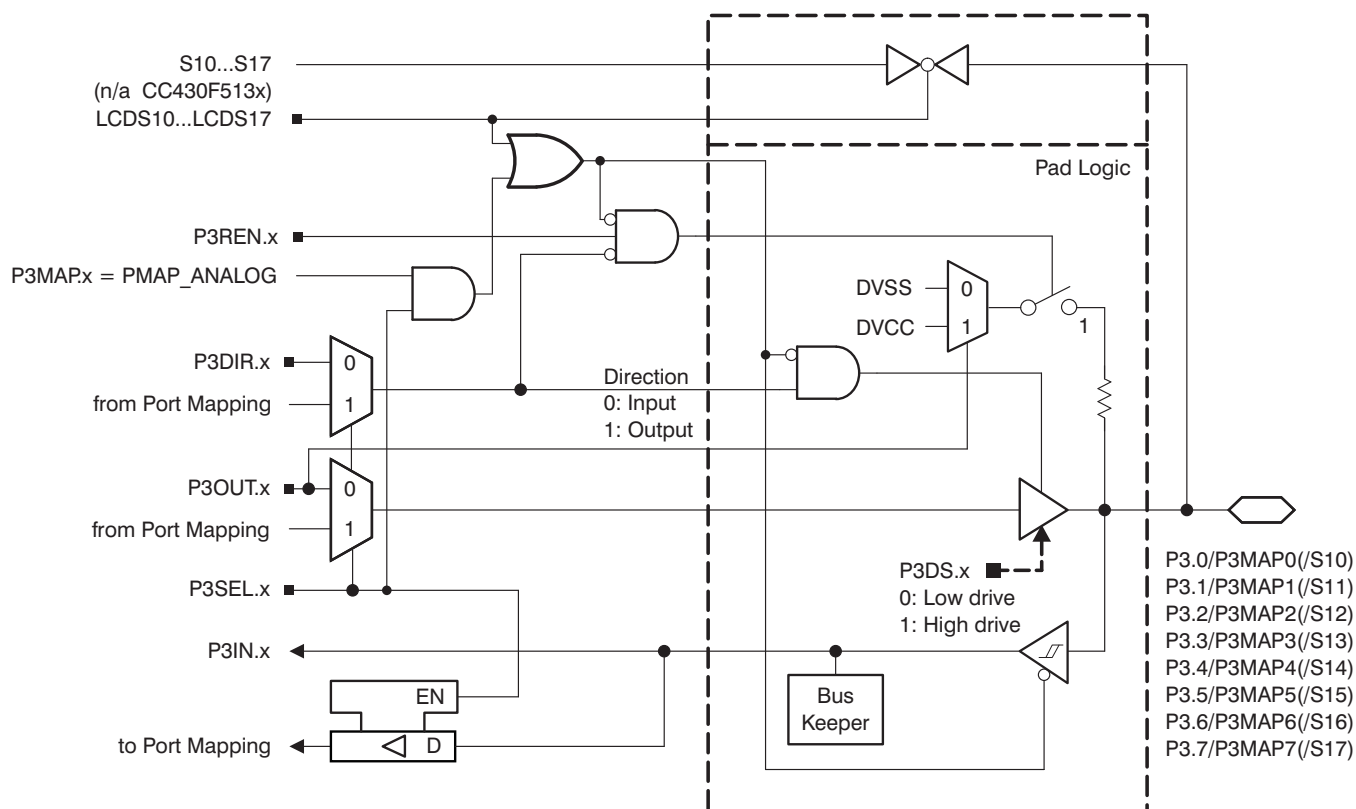 S10...S17
(n/a CC430F513x)
LCDS10...LCDS17
Pad Logic
P3REN.x
P3MAP.x = PMAP_ANALOG
DVSS
0
DVCC
1
1
P3DIR.x
0
from Port Mapping
1
Direction
0: Input
1: Output
P3OUT.x
0
from Port Mapping
1
P3SEL.x
P3DS.x
0: Low drive
1: High drive
P3IN.x
EN
D
to Port Mapping
Bus
Keeper
P3.0/P3MAP0(/S10)
P3.1/P3MAP1(/S11)
P3.2/P3MAP2(/S12)
P3.3/P3MAP3(/S13)
P3.4/P3MAP4(/S14)
P3.5/P3MAP5(/S15)
P3.6/P3MAP6(/S16)
P3.7/P3MAP7(/S17)